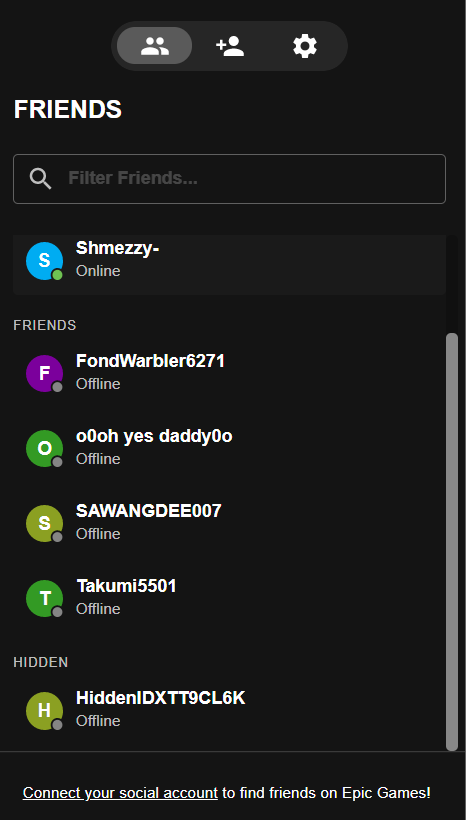 FRIENDS
Filter Friends...
S
Shmezzy-
Online
FRIENDS
F
FondWarbler6271
Offline
O
o0oh yes daddy0o
Offline
S
SAWANGDEE007
Offline
T
Takumi5501
Offline
HIDDEN
H
HiddenIDXTT9CL6K
Offline
Connect your social account to find friends on Epic Games!